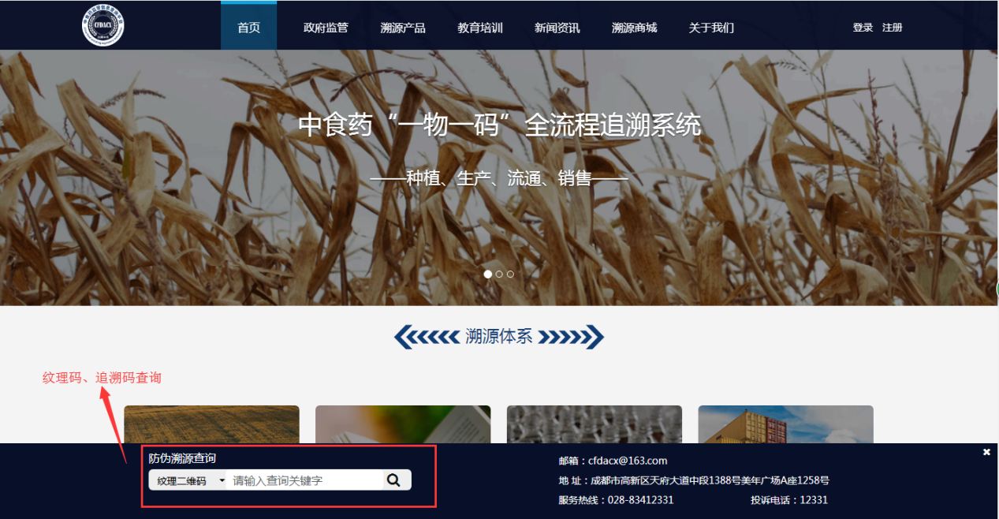 CFDACX
首页 政府监管 溯源产品 教育培训 新闻资讯 溯源商城 关于我们 登录 注册
中食药“一物一码”全流程追溯系统
——种植、生产、流通、销售——
溯源体系
纹理码、追溯码查询
防伪溯源查询
纹理二维码 请输入查询关键字
邮箱：cfdacx@163.com
地 址：成都市高新区天府大道中段1388号美年广场A座1258号
服务热线：028-83412331 投诉电话：12331